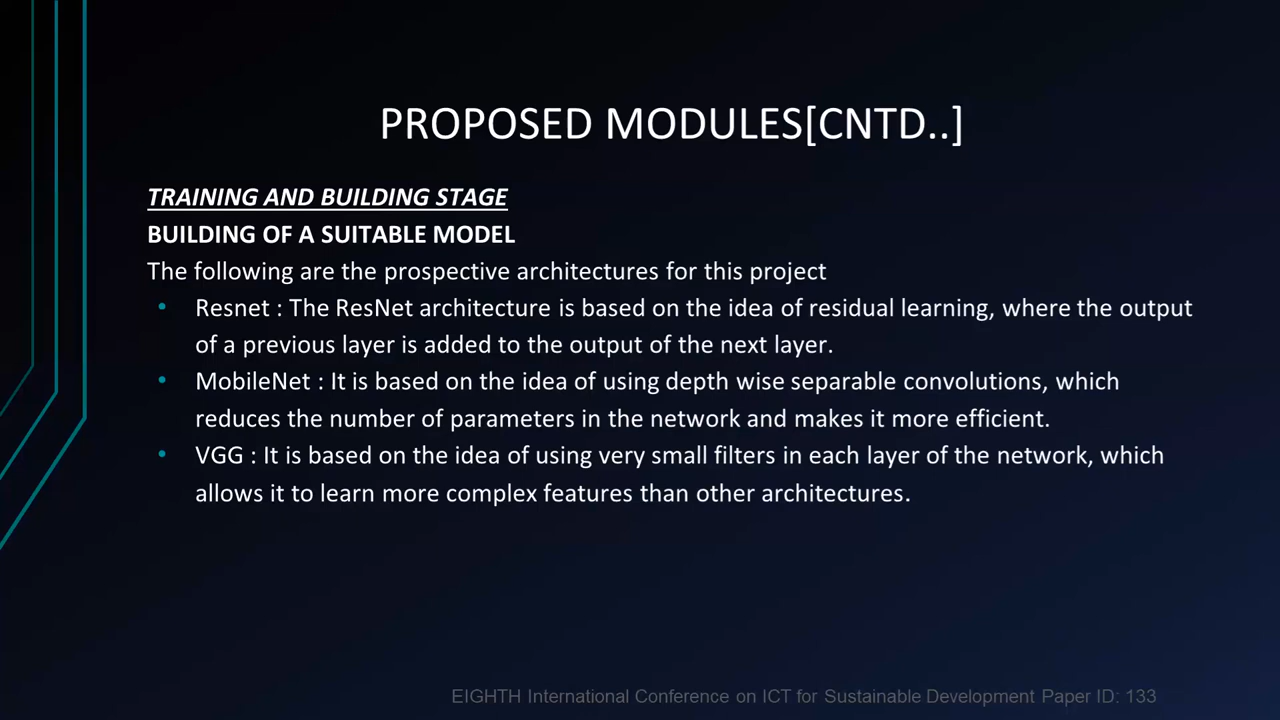 PROPOSED MODULES[CNTD..]
TRAINING AND BUILDING STAGE
BUILDING OF A SUITABLE MODEL
The following are the prospective architectures for this project
• Resnet : The ResNet architecture is based on the idea of residual learning, where the output
of a previous layer is added to the output of the next layer.
• MobileNet : It is based on the idea of using depth wise separable convolutions, which
reduces the number of parameters in the network and makes it more efficient.
• VGG : It is based on the idea of using very small filters in each layer of the network, which
allows it to learn more complex features than other architectures.
EIGHTH International Conference on ICT for Sustainable Development Paper ID: 133